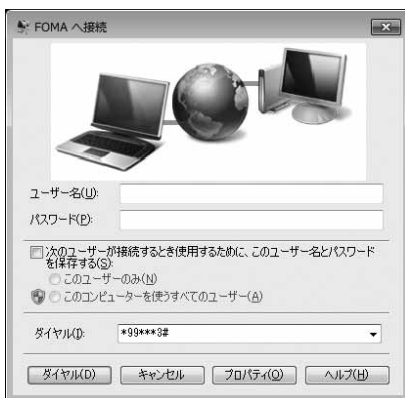 FOMA へ接続
ユーザー名(U):
パスワード(P):
次のユーザーが接続するとき使用するために、このユーザー名とパスワード
を保存する(S):
このユーザーのみ(N)
このコンピューターを使うすべてのユーザー(A)
ダイヤル(I): *99***3#
ダイヤル(D) キャンセル プロパティ(O) ヘルプ(H)